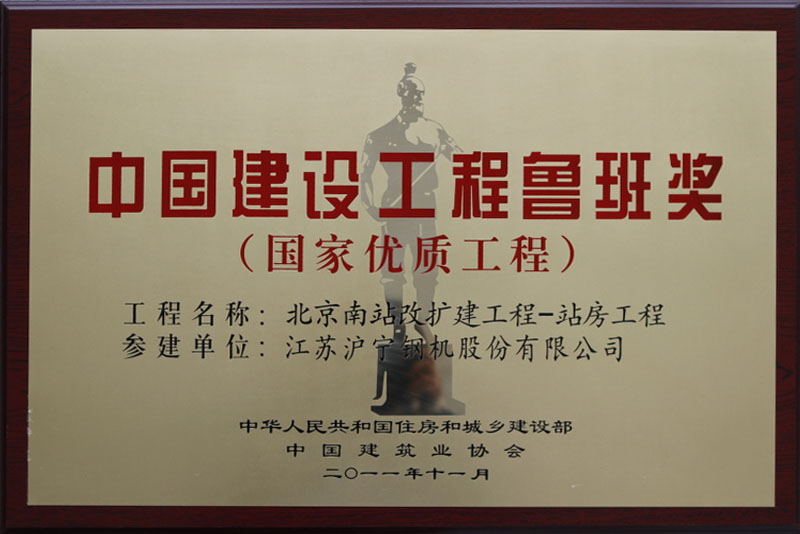 中国建设工程鲁班奖
（国家优质工程）
工程名称：北京南站改扩建工程-站房工程
参建单位：江苏沪宁钢机股份有限公司
中华人民共和国住房和城乡建设部
中国建筑业协会
二〇一一年十一月